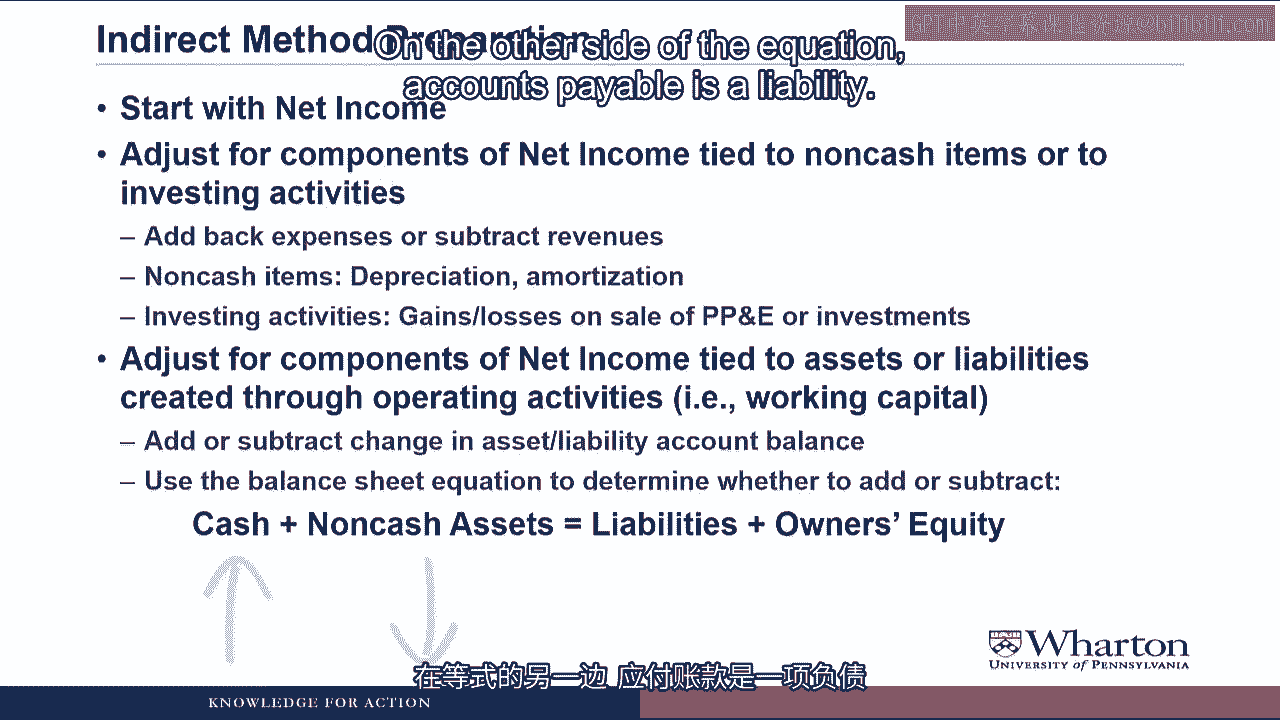 Indirect Method Preparation
On the other side of the equation,
accounts payable is a liability.
• Start with Net Income
• Adjust for components of Net Income tied to noncash items or to
investing activities
– Add back expenses or subtract revenues
– Noncash items: Depreciation, amortization
– Investing activities: Gains/losses on sale of PP&E or investments
• Adjust for components of Net Income tied to assets or liabilities
created through operating activities (i.e., working capital)
– Add or subtract change in asset/liability account balance
– Use the balance sheet equation to determine whether to add or subtract:
Cash + Noncash Assets = Liabilities + Owners' Equity
Wharton
UNIVERSITY of PENNSYLVANIA
在等式的另一边 应付账款是一项负债
KNOWLEDGE FOR ACTION